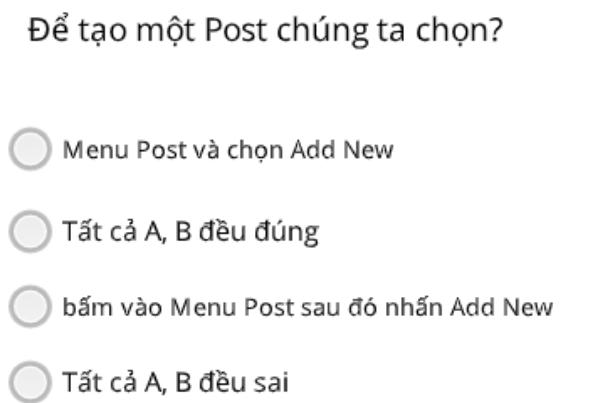 Để tạo một Post chúng ta chọn?
Menu Post và chọn Add New
Tất cả A, B đều đúng
bấm vào Menu Post sau đó nhấn Add New
Tất cả A, B đều sai